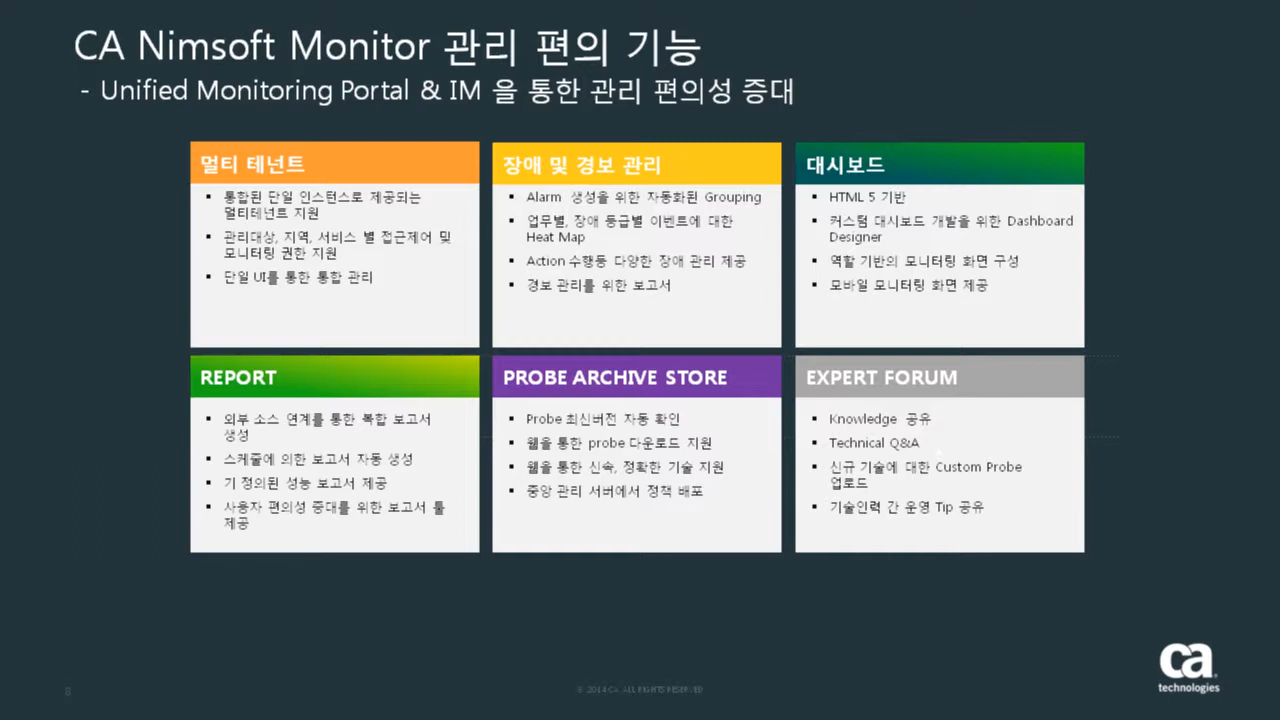 CA Nimsoft Monitor 관리 편의 기능
- Unified Monitoring Portal & IM 을 통한 관리 편의성 증대
멀티 테넌트
▪ 통합된 단일 인스턴스로 제공되는
멀티테넌트 지원
▪ 관리대상, 지역, 서비스 별 접근제어 및
모니터링 권한 지원
▪ 단일 UI를 통한 통합 관리
장애 및 경보 관리
▪ Alarm 생성을 위한 자동화된 Grouping
▪ 업무별, 장애 등급별 이벤트에 대한
Heat Map
▪ Action 수행등 다양한 장애 관리 제공
▪ 경보 관리를 위한 보고서
대시보드
▪ HTML 5 기반
▪ 커스텀 대시보드 개발을 위한 Dashboard
Designer
▪ 역할 기반의 모니터링 화면 구성
▪ 모바일 모니터링 화면 제공
REPORT
▪ 외부 소스 연계를 통한 복합 보고서
생성
▪ 스케줄에 의한 보고서 자동 생성
▪ 기 정의된 성능 보고서 제공
▪ 사용자 편의성 증대를 위한 보고서 툴
제공
PROBE ARCHIVE STORE
▪ Probe 최신버전 자동 확인
▪ 웹을 통한 probe 다운로드 지원
▪ 웹을 통한 신속, 정확한 기술 지원
▪ 중앙 관리 서버에서 정책 배포
EXPERT FORUM
▪ Knowledge 공유
▪ Technical Q&A
▪ 신규 기술에 대한 Custom Probe
업로드
▪ 기술인력 간 운영 Tip 공유
8
© 2014 CA. ALL RIGHTS RESERVED
ca
technologies